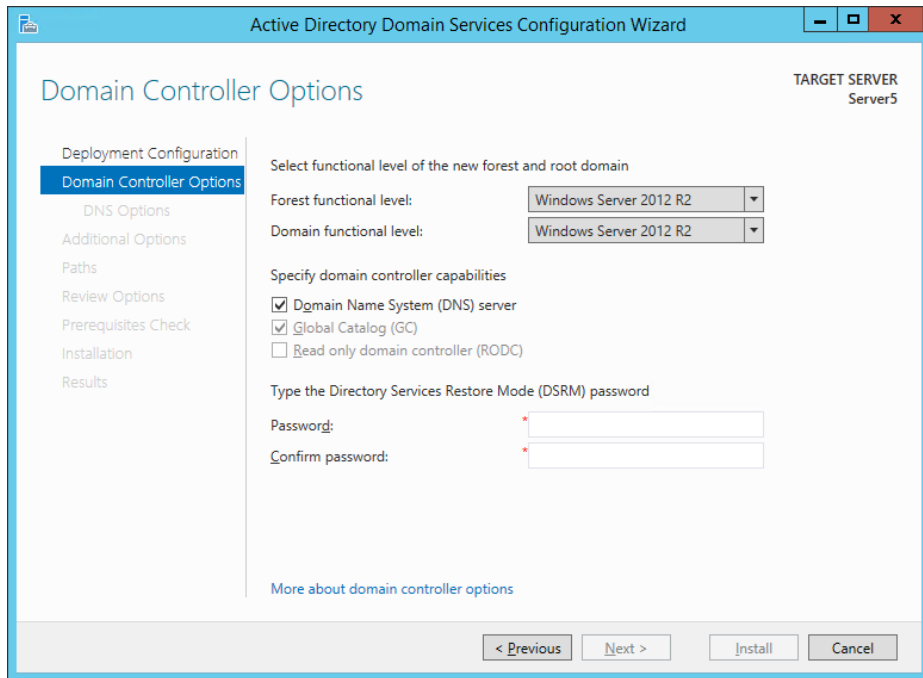 Active Directory Domain Services Configuration Wizard
Domain Controller Options
TARGET SERVER
Server5
Deployment Configuration
Domain Controller Options
DNS Options
Additional Options
Paths
Review Options
Prerequisites Check
Installation
Results
Select functional level of the new forest and root domain
Forest functional level: Windows Server 2012 R2
Domain functional level: Windows Server 2012 R2
Specify domain controller capabilities
Domain Name System (DNS) server
Global Catalog (GC)
Read only domain controller (RODC)
Type the Directory Services Restore Mode (DSRM) password
Password: *
Confirm password: *
More about domain controller options
< Previous Next > Install Cancel